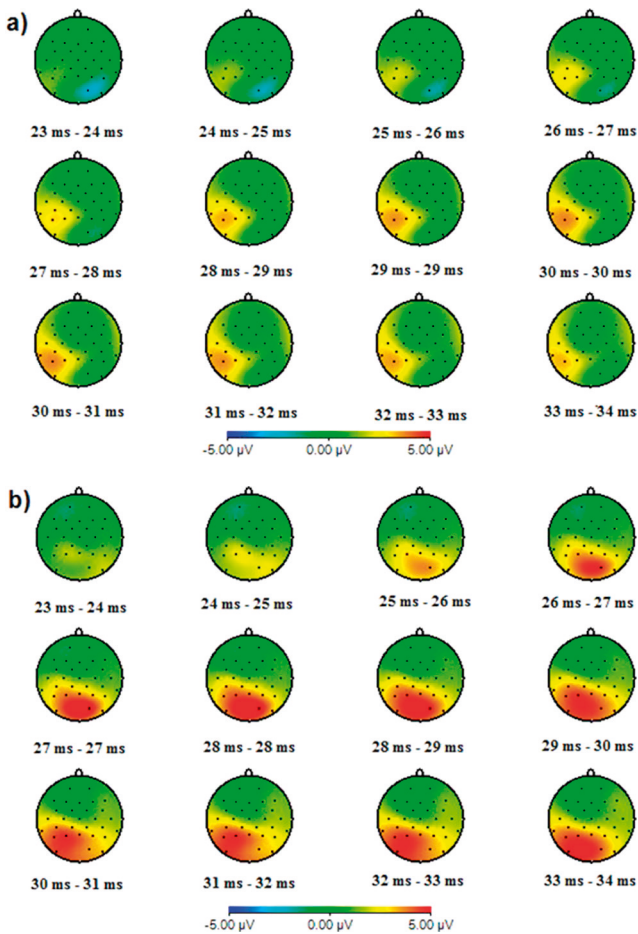 a)
23 ms - 24 ms 24 ms - 25 ms 25 ms - 26 ms 26 ms - 27 ms
27 ms - 28 ms 28 ms - 29 ms 29 ms - 29 ms 30 ms - 30 ms
30 ms - 31 ms 31 ms - 32 ms 32 ms - 33 ms 33 ms - 34 ms
-5.00 µV 0.00 µV 5.00 µV
b)
23 ms - 24 ms 24 ms - 25 ms 25 ms - 26 ms 26 ms - 27 ms
27 ms - 27 ms 28 ms - 28 ms 28 ms - 29 ms 29 ms - 30 ms
30 ms - 31 ms 31 ms - 32 ms 32 ms - 33 ms 33 ms - 34 ms
-5.00 µV 0.00 µV 5.00 µV